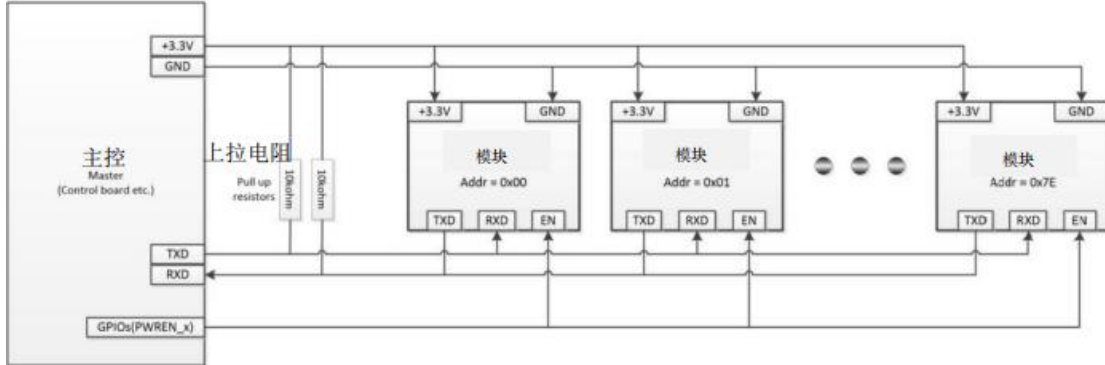 +3.3V
GND
主控
Master
(Control board etc.)
TXD
RXD
GPIOs(PWREN_x)
上拉电阻
Pull up
resistors
10kohm
10kohm
+3.3V
GND
模块
Addr = 0x00
TXD
RXD
EN
+3.3V
GND
模块
Addr = 0x01
TXD
RXD
EN
+3.3V
GND
模块
Addr = 0x7E
TXD
RXD
EN